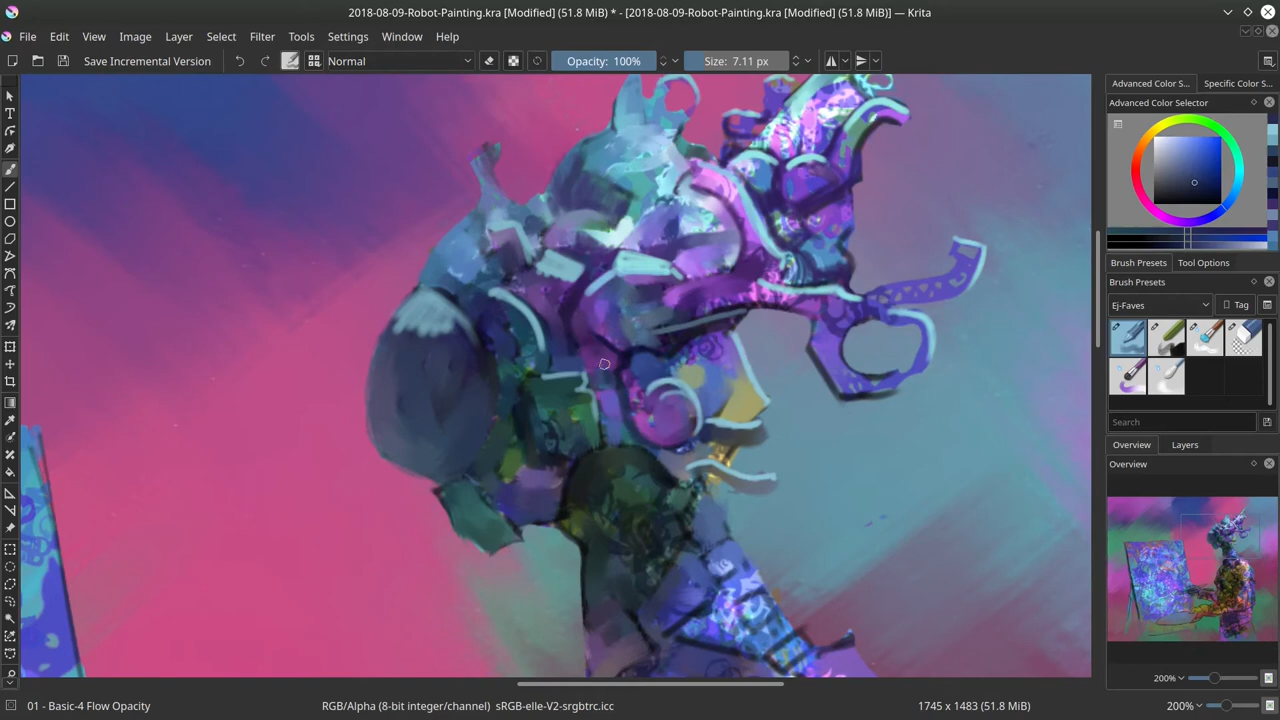 2018-08-09-Robot-Painting.kra [Modified] (51.8 MiB) * - [2018-08-09-Robot-Painting.kra [Modified] (51.8 MiB)] — Krita
File Edit View Image Layer Select Filter Tools Settings Window Help
Save Incremental Version Normal Opacity: 100% Size: 7.11 px
Advanced Color S... Specific Color S...
Advanced Color Selector
Brush Presets Tool Options
Brush Presets
Ej-Faves Tag
Search
Overview Layers
Overview
200%
01 - Basic-4 Flow Opacity RGB/Alpha (8-bit integer/channel) sRGB-elle-V2-srgbtrc.icc 1745 x 1483 (51.8 MiB) 200%